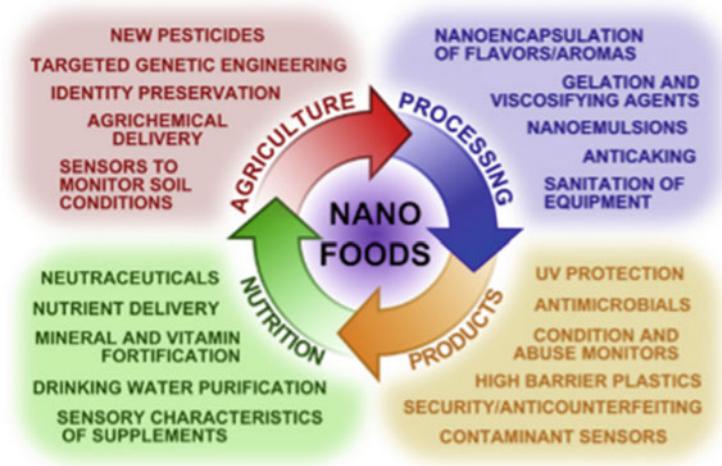 NEW PESTICIDES
TARGETED GENETIC ENGINEERING
IDENTITY PRESERVATION
AGRICHEMICAL
DELIVERY
SENSORS TO
MONITOR SOIL
CONDITIONS
NANOENCAPSULATION
OF FLAVORS/AROMAS
GELATION AND
VISCOSIFYING AGENTS
NANOEMULSIONS
ANTICAKING
SANITATION OF
EQUIPMENT
AGRICULTURE
PROCESSING
NANO
FOODS
NUTRITION
PRODUCTS
NEUTRACEUTICALS
NUTRIENT DELIVERY
MINERAL AND VITAMIN
FORTIFICATION
DRINKING WATER PURIFICATION
SENSORY CHARACTERISTICS
OF SUPPLEMENTS
UV PROTECTION
ANTIMICROBIALS
CONDITION AND
ABUSE MONITORS
HIGH BARRIER PLASTICS
SECURITY/ANTICOUNTERFEITING
CONTAMINANT SENSORS